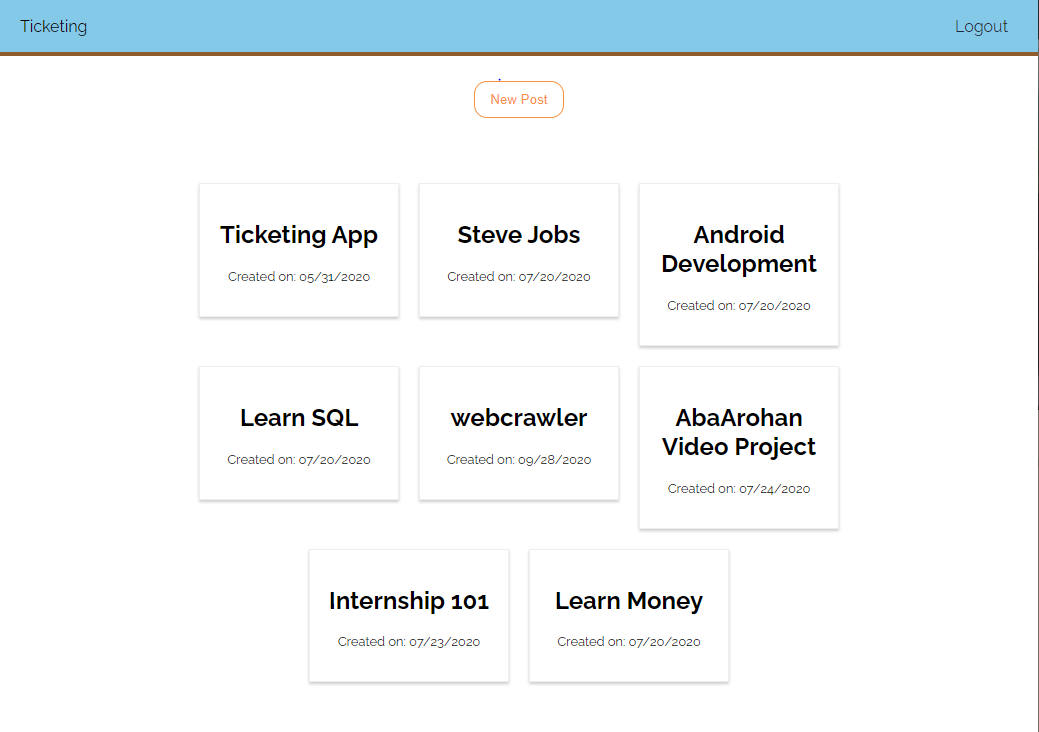 Ticketing
Logout
New Post
Ticketing App
Created on: 05/31/2020
Steve Jobs
Created on: 07/20/2020
Android
Development
Created on: 07/20/2020
Learn SQL
Created on: 07/20/2020
webcrawler
Created on: 09/28/2020
AbaArohan
Video Project
Created on: 07/24/2020
Internship 101
Created on: 07/23/2020
Learn Money
Created on: 07/20/2020